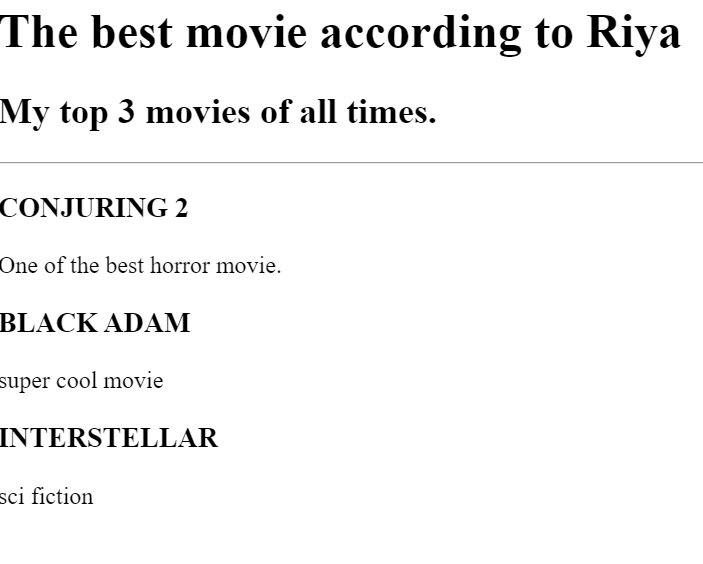 The best movie according to Riya
My top 3 movies of all times.
CONJURING 2
One of the best horror movie.
BLACK ADAM
super cool movie
INTERSTELLAR
sci fiction